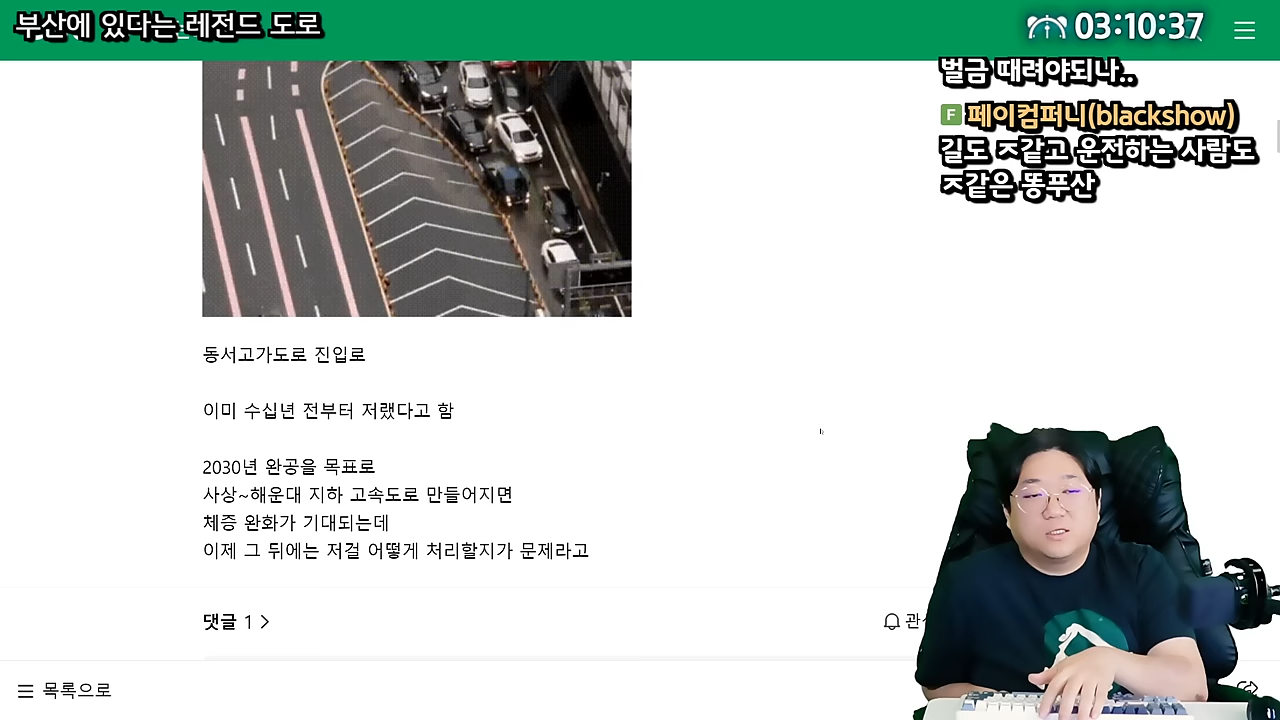 부산에 있다는 레전드 도로
03:10:37
벌금 때려야되나..
F 페이컴퍼니(blackshow)
길도 ㅈ같고 운전하는 사람도
ㅈ같은 똥푸산
동서고가도로 진입로
이미 수십년 전부터 저랬다고 함
2030년 완공을 목표로
사상~해운대 지하 고속도로 만들어지면
체증 완화가 기대되는데
이제 그 뒤에는 저걸 어떻게 처리할지가 문제라고
댓글 1
목록으로